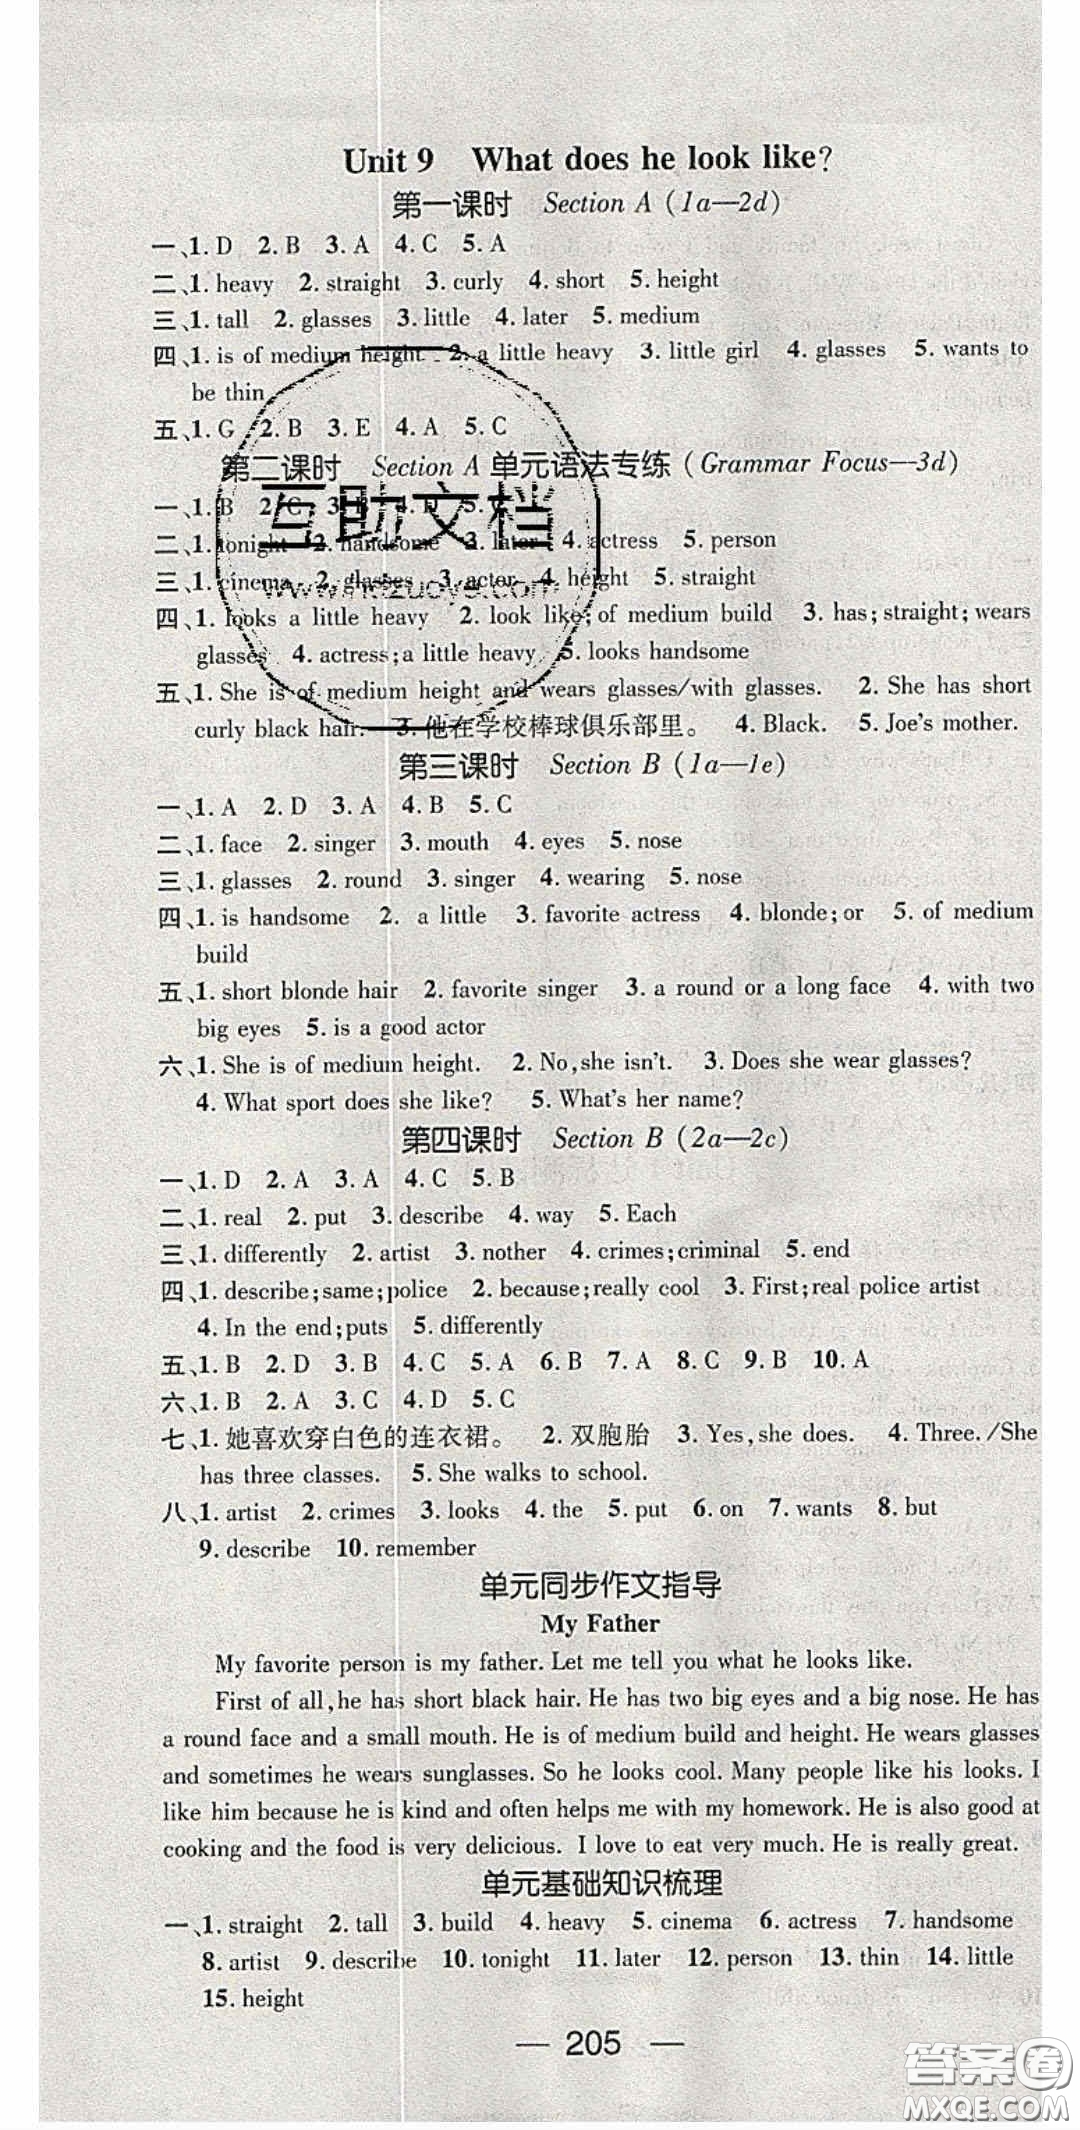 Unit 9 What does he look like?
第一课时 Section A (1a—2d)
一、1. D 2. B 3. A 4. C 5. A
二、1. heavy 2. straight 3. curly 4. short 5. height
三、1. tall 2. glasses 3. little 4. later 5. medium
四、1. is of medium height 2. a little heavy 3. little girl 4. glasses 5. wants to
be thin
五、1. G 2. B 3. E 4. A 5. C
第二课时 Section A 单元语法专练 (Grammar Focus—3d)
一、1. B 2. C 3. 4. D 5.
二、1. tonight 2. handsome 3. later 4. actress 5. person
三、1. cinema 2. glasses 3. actor 4. height 5. straight
四、1. looks a little heavy 2. look like; of medium build 3. has; straight; wears
glasses 4. actress; a little heavy 5. looks handsome
五、1. She is of medium height and wears glasses/with glasses. 2. She has short
curly black hair. 3. 他在学校棒球俱乐部里。 4. Black. 5. Joe's mother.
互助文档
第三课时 Section B (1a—1e)
一、1. A 2. D 3. A 4. B 5. C
二、1. face 2. singer 3. mouth 4. eyes 5. nose
三、1. glasses 2. round 3. singer 4. wearing 5. nose
四、1. is handsome 2. a little 3. favorite actress 4. blonde; or 5. of medium
build
五、1. short blonde hair 2. favorite singer 3. a round or a long face 4. with two
big eyes 5. is a good actor
六、1. She is of medium height. 2. No, she isn't. 3. Does she wear glasses?
4. What sport does she like? 5. What's her name?
第四课时 Section B (2a—2c)
一、1. D 2. A 3. A 4. C 5. B
二、1. real 2. put 3. describe 4. way 5. Each
三、1. differently 2. artist 3. nother 4. crimes; criminal 5. end
四、1. describe; same; police 2. because; really cool 3. First; real police artist
4. In the end; puts 5. differently
五、1. B 2. D 3. B 4. C 5. A 6. B 7. A 8. C 9. B 10. A
六、1. B 2. A 3. C 4. D 5. C
七、1. 她喜欢穿白色的连衣裙。 2. 双胞胎 3. Yes, she does. 4. Three. /She
has three classes. 5. She walks to school.
八、1. artist 2. crimes 3. looks 4. the 5. put 6. on 7. wants 8. but
9. describe 10. remember
单元同步作文指导
My Father
My favorite person is my father. Let me tell you what he looks like.
First of all, he has short black hair. He has two big eyes and a big nose. He has
a round face and a small mouth. He is of medium build and height. He wears glasses
and sometimes he wears sunglasses. So he looks cool. Many people like his looks. I
like him because he is kind and often helps me with my homework. He is also good at
cooking and the food is very delicious. I love to eat very much. He is really great.
单元基础知识梳理
一、1. straight 2. tall 3. build 4. heavy 5. cinema 6. actress 7. handsome
8. artist 9. describe 10. tonight 11. later 12. person 13. thin 14. little
15. height
— 205 —
答案圈
MXQE.COM